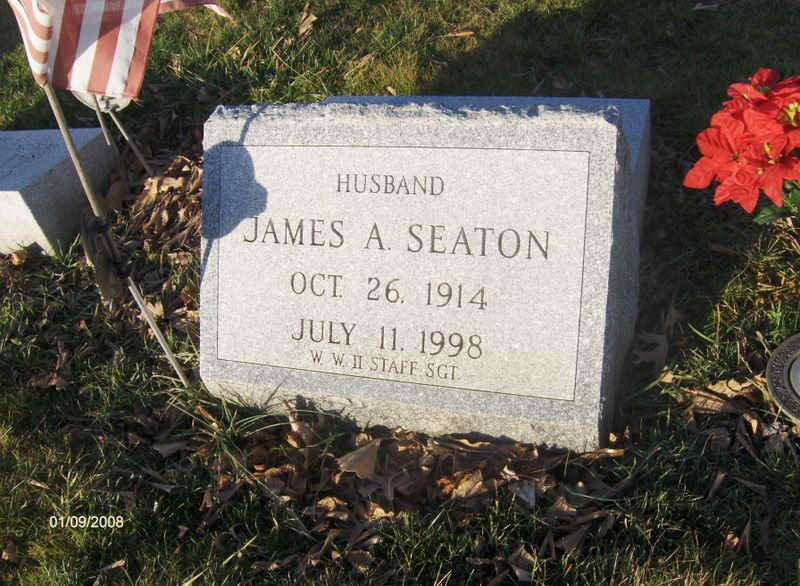 HUSBAND
JAMES A. SEATON
OCT. 26. 1914
JULY 11. 1998
W. W. II STAFF SGT.
01/09/2008